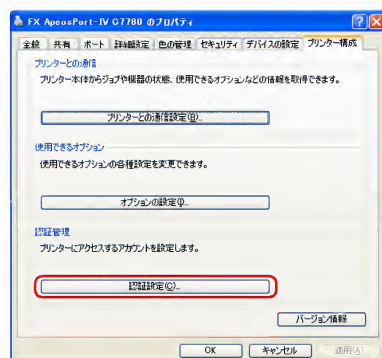 FX ApeosPort-IV C7780 のプロパティ
全般 共有 ポート 詳細設定 色の管理 セキュリティ デバイスの設定 プリンター構成
プリンターとの通信
プリンター本体からジョブや機器の状態、使用できるオプションなどの情報を取得できます。
プリンターとの通信設定(B)...
使用できるオプション
使用できるオプションの各種設定を変更できます。
オプションの設定(I)...
認証管理
プリンターにアクセスするアカウントを設定します。
認証設定(C)...
バージョン情報
OK キャンセル 適用(A)